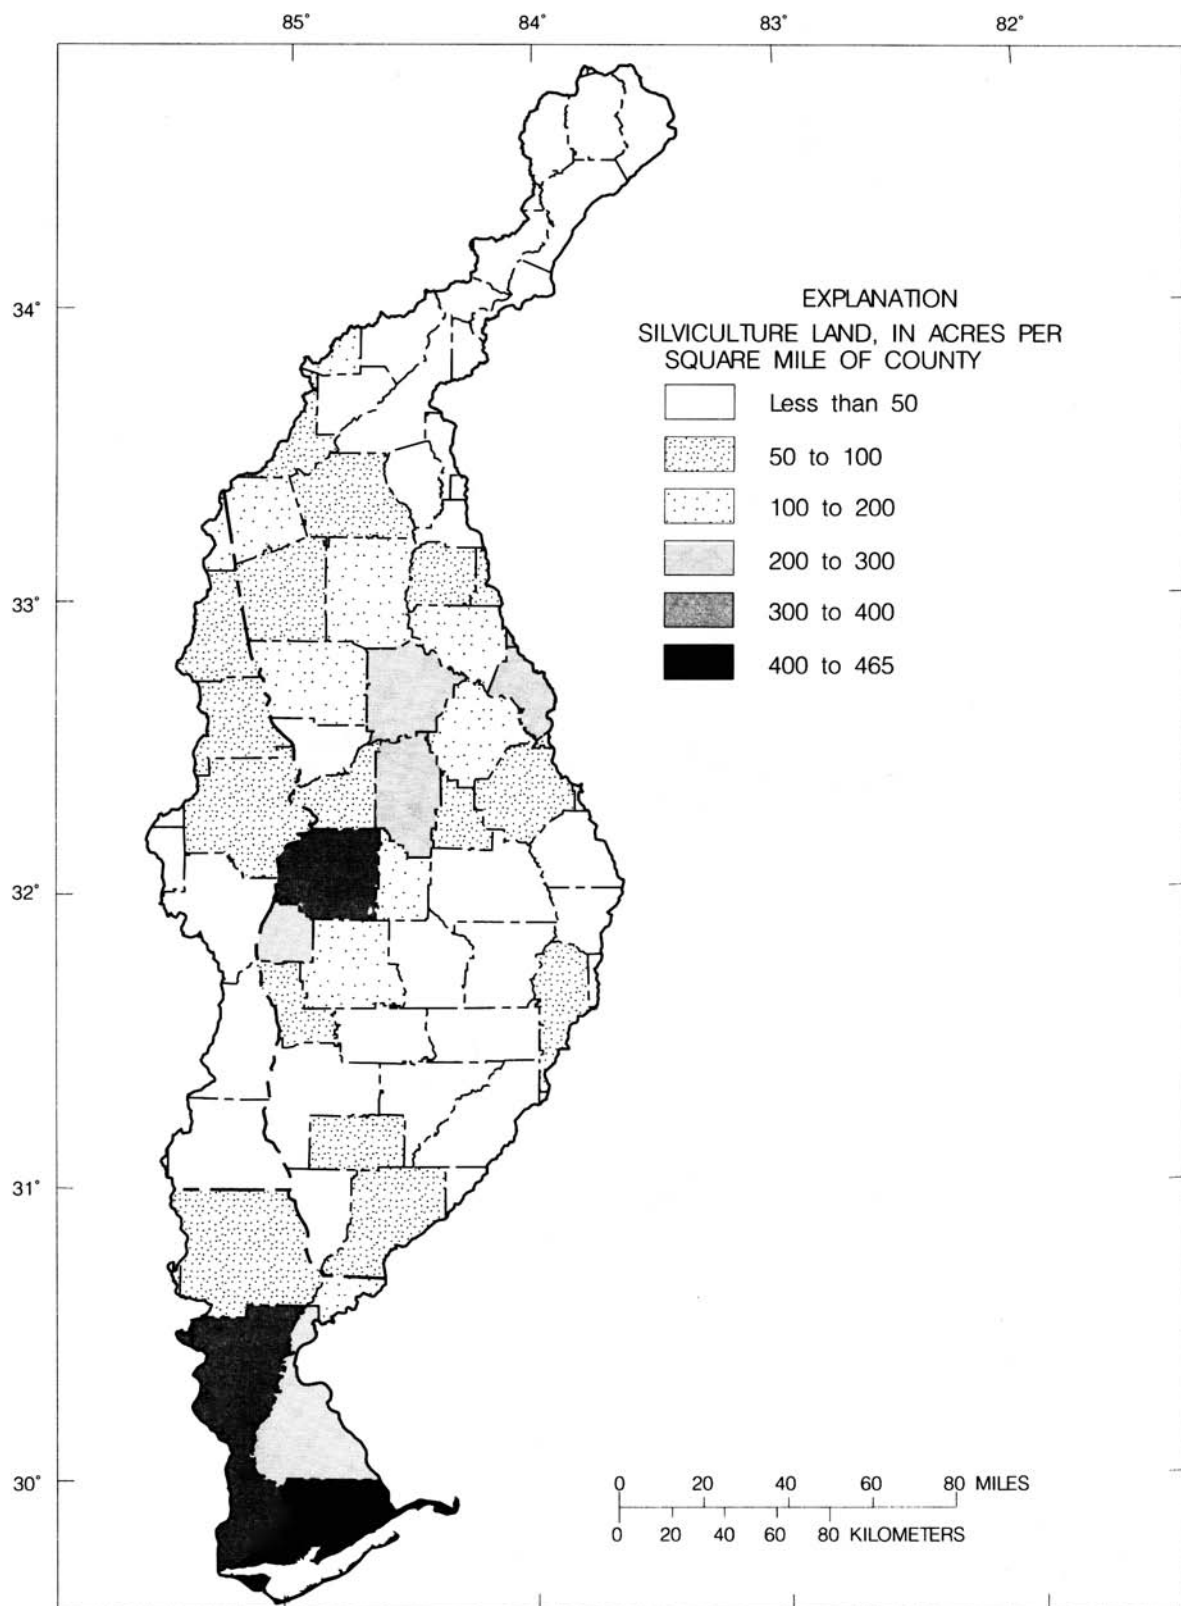 85° 84° 83° 82°
34°
EXPLANATION
SILVICULTURE LAND, IN ACRES PER
SQUARE MILE OF COUNTY
Less than 50
50 to 100
100 to 200
200 to 300
300 to 400
400 to 465
33°
32°
31°
30°
0 20 40 60 80 MILES
0 20 40 60 80 KILOMETERS